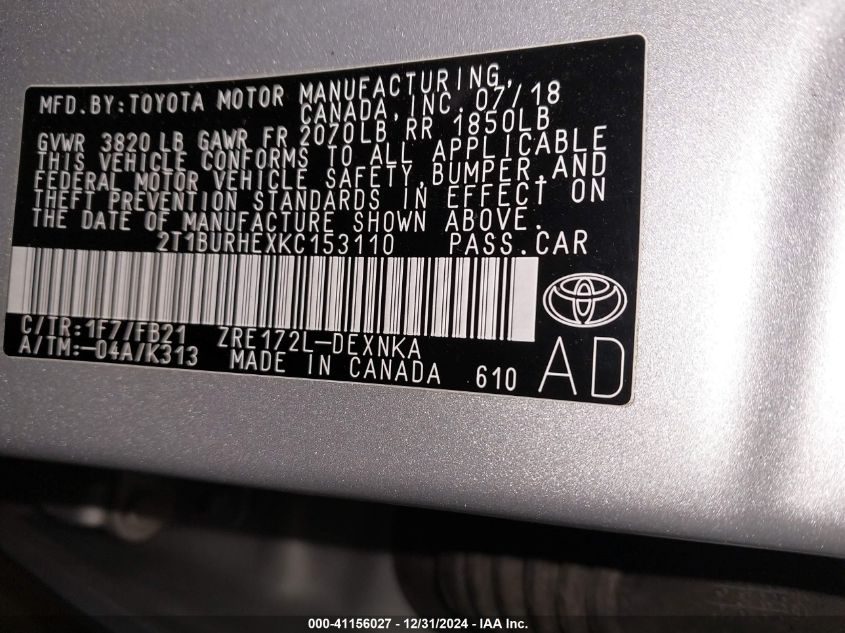 MFD.BY:TOYOTA MOTOR MANUFACTURING,
CANADA,INC. 07/18
GVWR 3820 LB GAWR FR 2070LB RR 1850LB
THIS VEHICLE CONFORMS TO ALL APPLICABLE
FEDERAL MOTOR VEHICLE SAFETY,BUMPER,AND
THEFT PREVENTION STANDARDS IN EFFECT ON
THE DATE OF MANUFACTURE SHOWN ABOVE.
2T1BURHEXKC153110 PASS.CAR
C/TR:1F7/FB21 ZRE172L-DEXNKA
A/TM:-04A/K313 MADE IN CANADA 610
AD
000-41156027 - 12/31/2024 - IAA Inc.